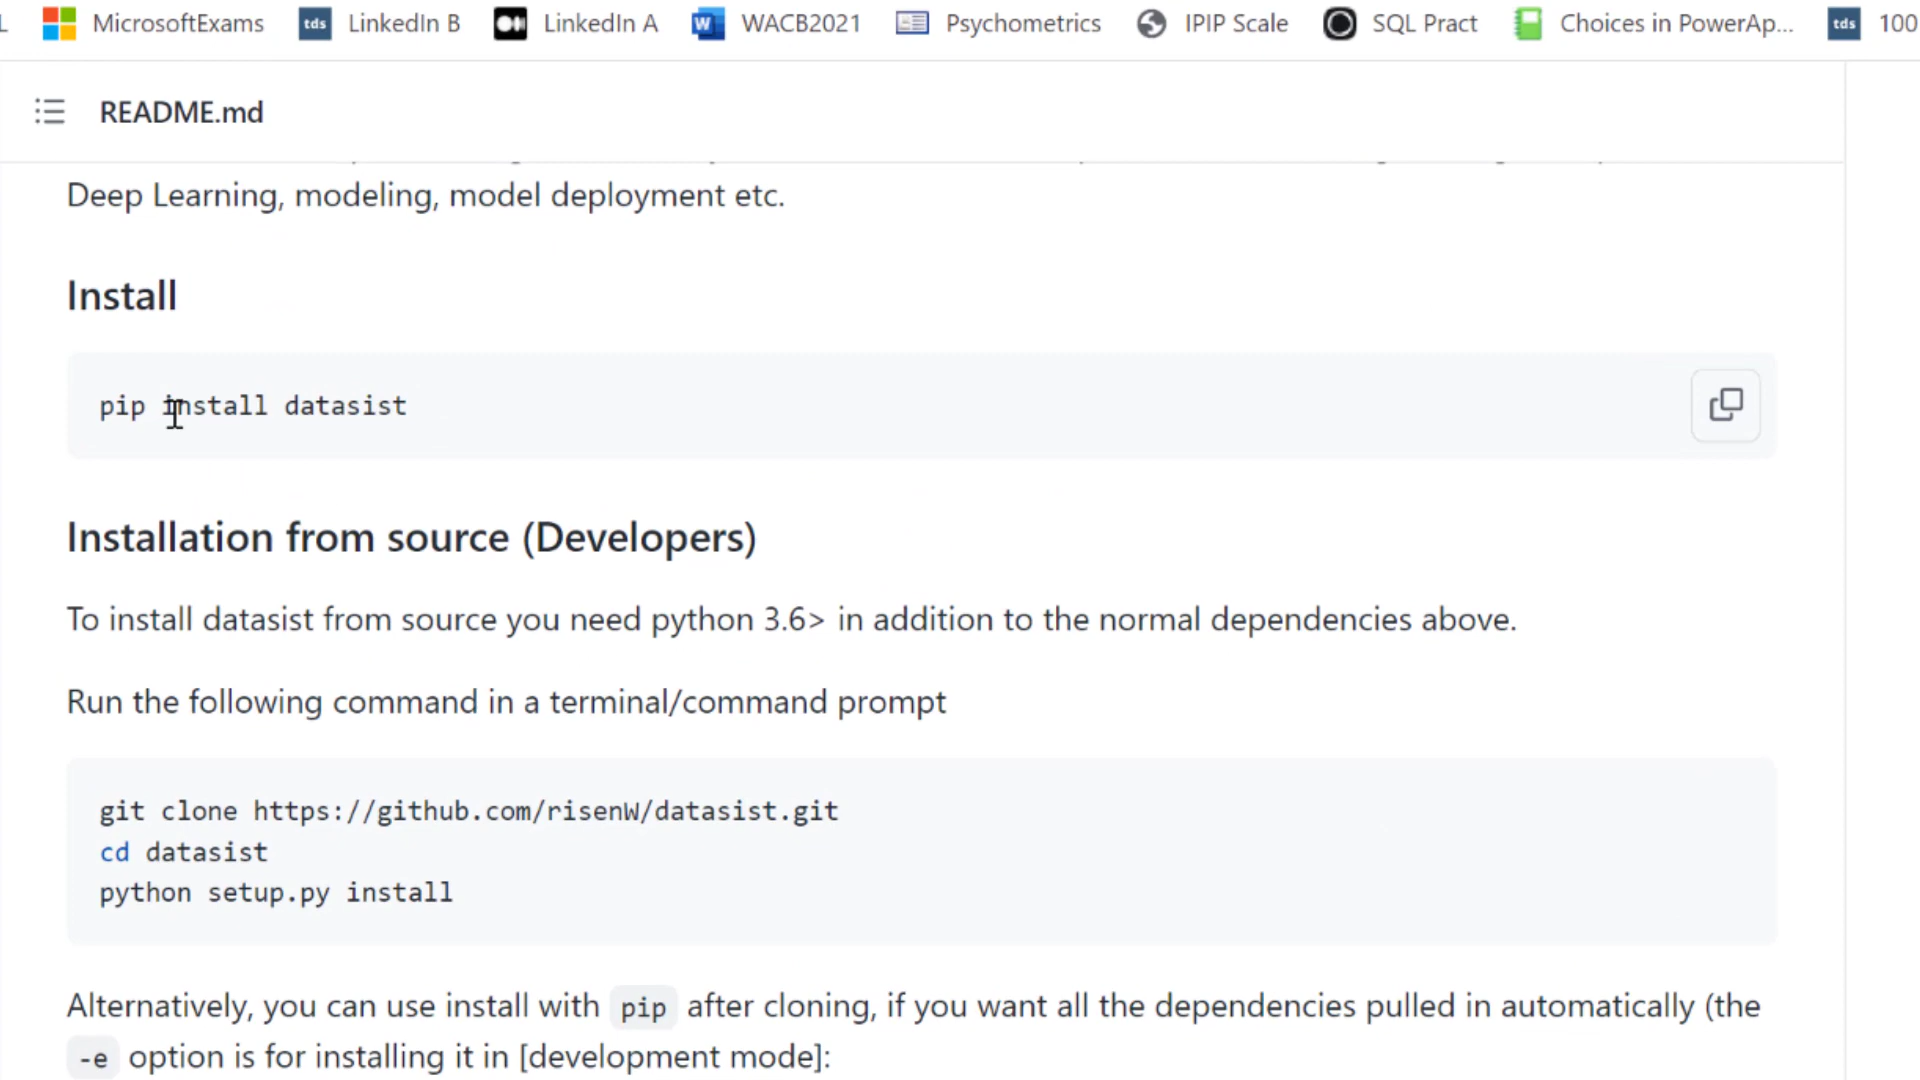 L MicrosoftExams tds LinkedIn B LinkedIn A W WACB2021 Psychometrics IPIP Scale SQL Pract Choices in PowerAp... tds 100
README.md
Deep Learning, modeling, model deployment etc.
Install
pip install datasist
Installation from source (Developers)
To install datasist from source you need python 3.6> in addition to the normal dependencies above.
Run the following command in a terminal/command prompt
git clone https://github.com/risenW/datasist.git
cd datasist
python setup.py install
Alternatively, you can use install with pip after cloning, if you want all the dependencies pulled in automatically (the
-e option is for installing it in [development mode]: